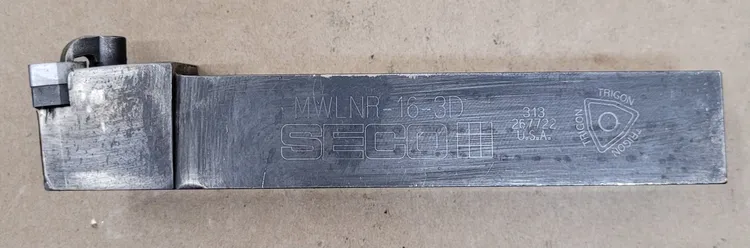 MWLNR-16-3D
SECO
313
267722
U.S.A.
TRIGON
TRIGON
TRIGON